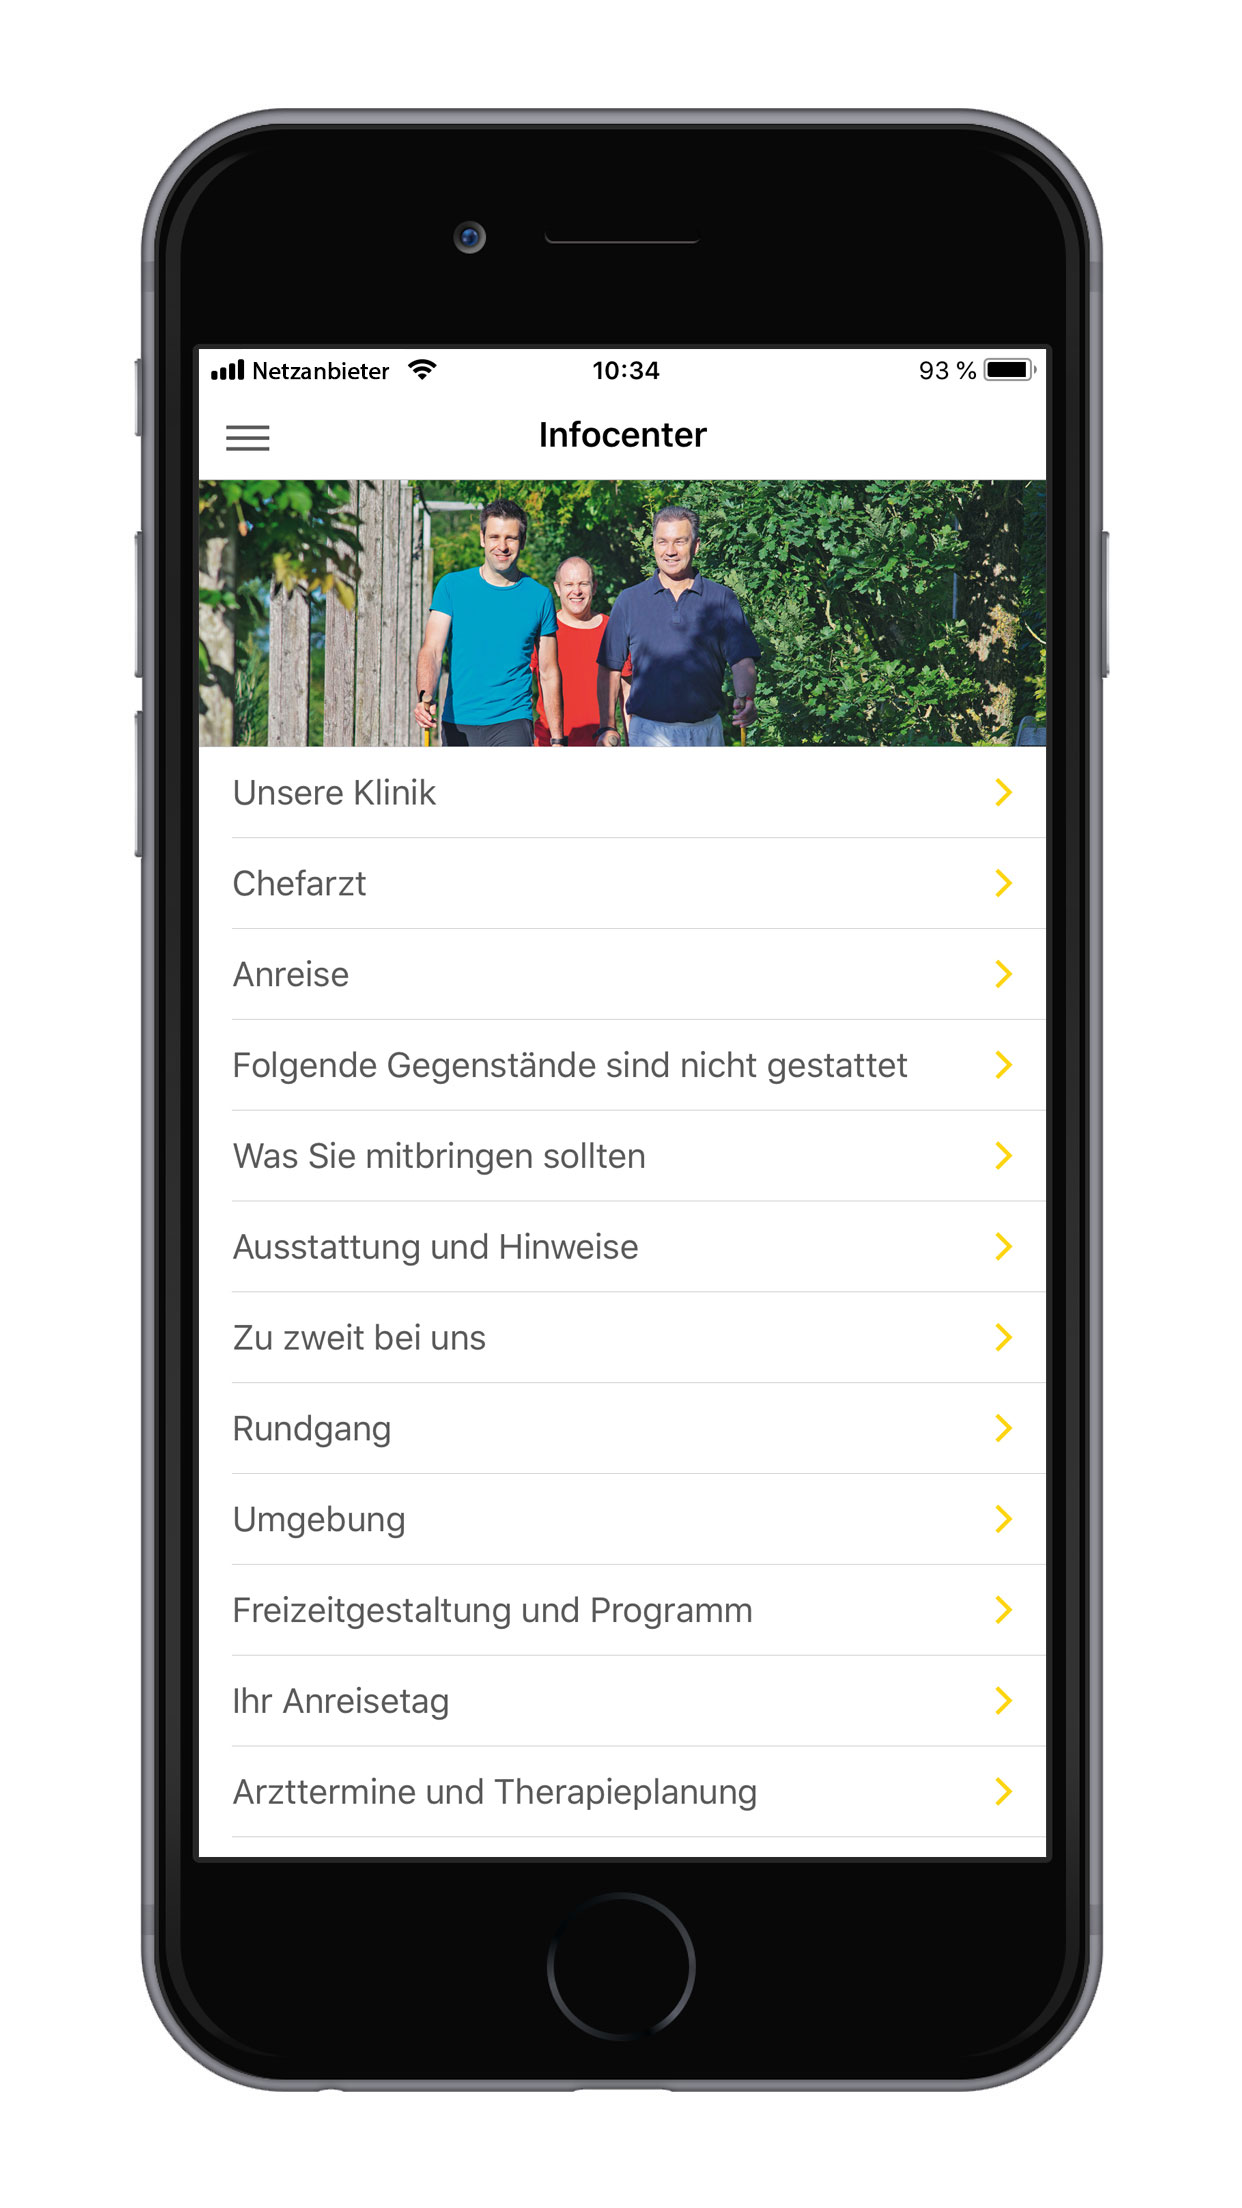 Netzanbieter 10:34 93 %
Infocenter
Unsere Klinik
Chefarzt
Anreise
Folgende Gegenstände sind nicht gestattet
Was Sie mitbringen sollten
Ausstattung und Hinweise
Zu zweit bei uns
Rundgang
Umgebung
Freizeitgestaltung und Programm
Ihr Anreisetag
Arzttermine und Therapieplanung